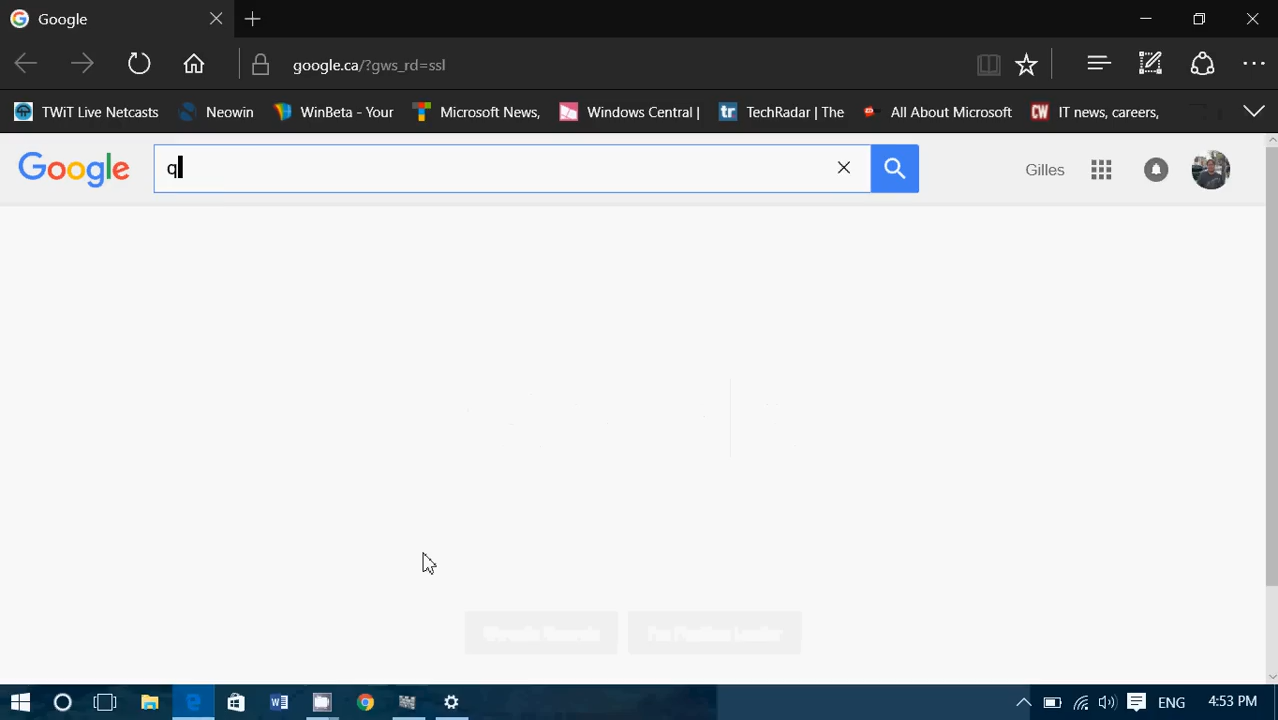 Google
google.ca/?gws_rd=ssl
TWiT Live Netcasts Neowin WinBeta - Your Microsoft News, Windows Central | TechRadar | The All About Microsoft IT news, careers,
Google q Gilles
ENG 4:53 PM